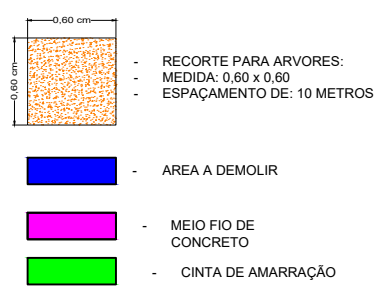 0,60 cm
0,60 cm
- RECORTE PARA ARVORES:
- MEDIDA: 0,60 x 0,60
- ESPAÇAMENTO DE: 10 METROS
- AREA A DEMOLIR
- MEIO FIO DE
CONCRETO
- CINTA DE AMARRAÇÃO